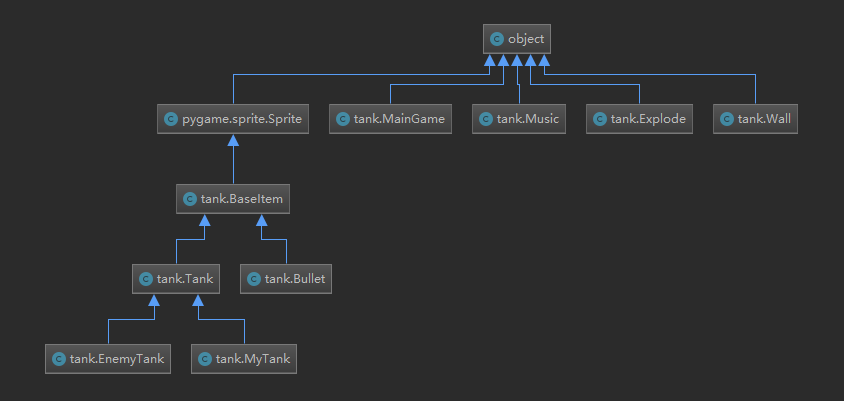 object
pygame.sprite.Sprite
tank.MainGame
tank.Music
tank.Explode
tank.Wall
tank.BaseItem
tank.Tank
tank.Bullet
tank.EnemyTank
tank.MyTank